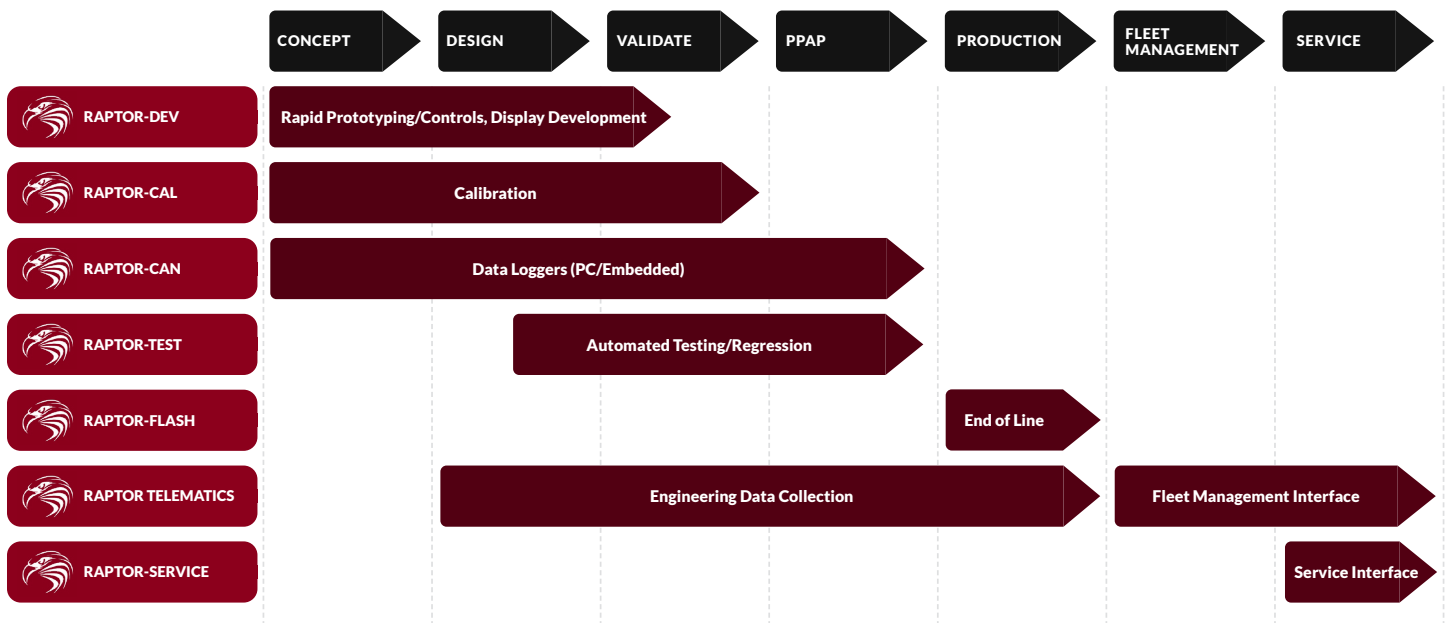 CONCEPT
DESIGN
VALIDATE
PPAP
PRODUCTION
FLEET
MANAGEMENT
SERVICE
RAPTOR-DEV
Rapid Prototyping/Controls, Display Development
RAPTOR-CAL
Calibration
RAPTOR-CAN
Data Loggers (PC/Embedded)
RAPTOR-TEST
Automated Testing/Regression
RAPTOR-FLASH
End of Line
RAPTOR TELEMATICS
Engineering Data Collection
Fleet Management Interface
RAPTOR-SERVICE
Service Interface